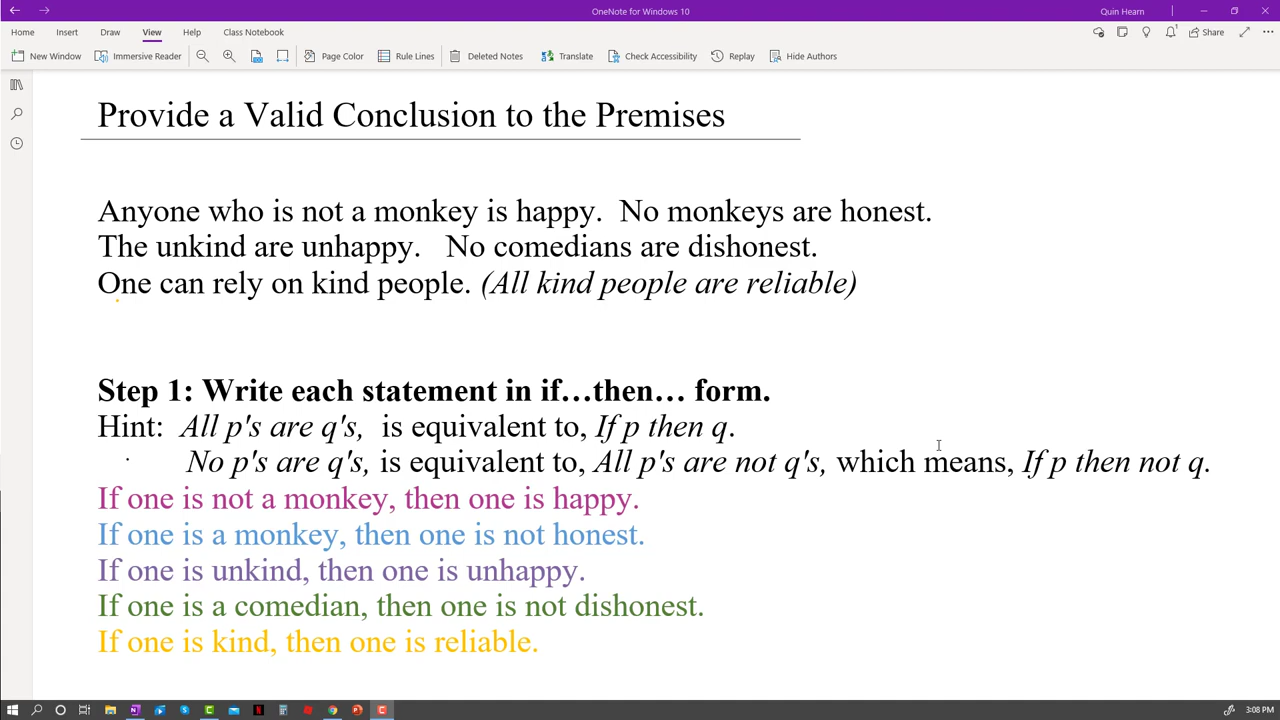 OneNote for Windows 10
Quin Hearn
Home Insert Draw View Help Class Notebook
Share
New Window Immersive Reader Page Color Rule Lines Deleted Notes Translate Check Accessibility Replay Hide Authors
Provide a Valid Conclusion to the Premises
Anyone who is not a monkey is happy. No monkeys are honest.
The unkind are unhappy. No comedians are dishonest.
One can rely on kind people. (All kind people are reliable)
Step 1: Write each statement in if…then… form.
Hint: All p's are q's, is equivalent to, If p then q.
No p's are q's, is equivalent to, All p's are not q's, which means, If p then not q.
If one is not a monkey, then one is happy.
If one is a monkey, then one is not honest.
If one is unkind, then one is unhappy.
If one is a comedian, then one is not dishonest.
If one is kind, then one is reliable.
3:08 PM